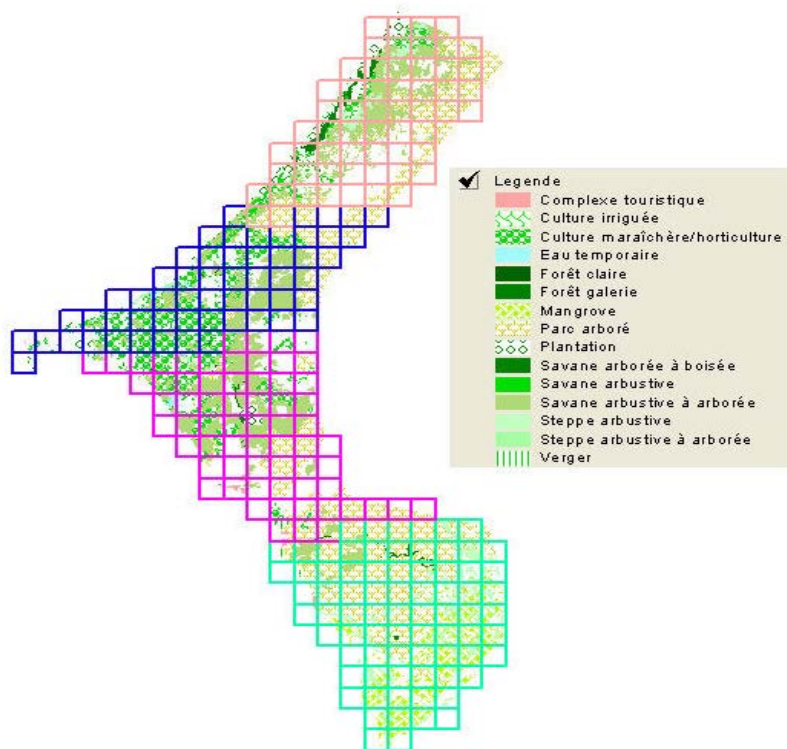 Legende
Complexe touristique
Culture irriguée
Culture maraîchère/horticulture
Eau temporaire
Forêt claire
Forêt galerie
Mangrove
Parc arboré
Plantation
Savane arborée à boisée
Savane arbustive
Savane arbustive à arborée
Steppe arbustive
Steppe arbustive à arborée
Verger